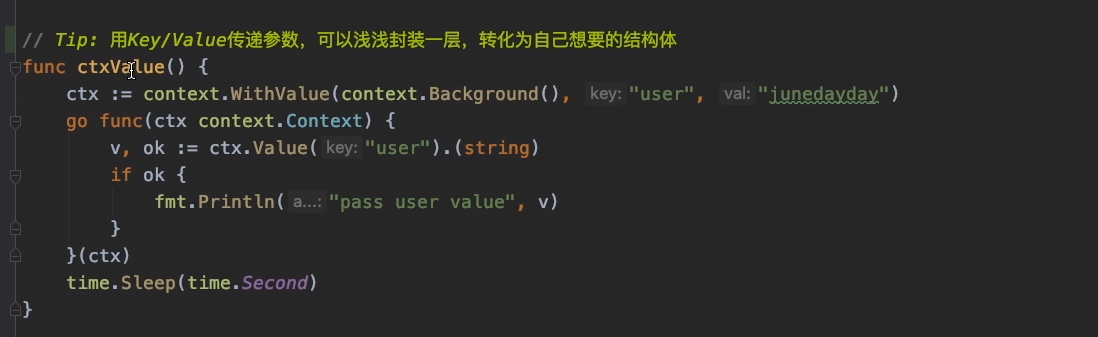 // Tip: 用Key/Value传递参数，可以浅浅封装一层，转化为自己想要的结构体
func ctxValue() {
    ctx := context.WithValue(context.Background(), key: "user", val: "junedayday")
    go func(ctx context.Context) {
        v, ok := ctx.Value( key: "user").(string)
        if ok {
            fmt.Println( a...: "pass user value", v)
        }
    }(ctx)
    time.Sleep(time.Second)
}